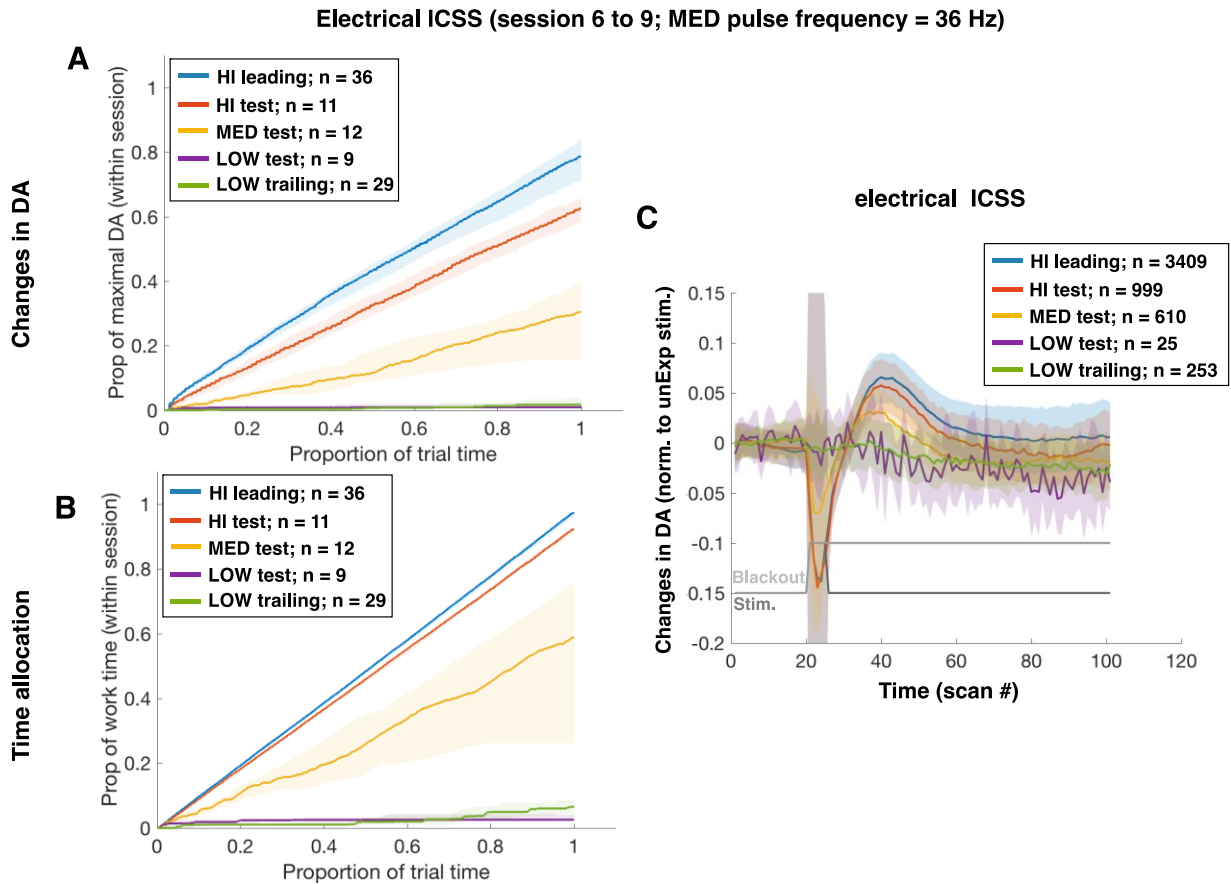 Electrical ICSS (session 6 to 9; MED pulse frequency = 36 Hz)
A
Changes in DA
Prop of maximal DA (within session)
1
0.8
0.6
0.4
0.2
0
HI leading; n = 36
HI test; n = 11
MED test; n = 12
LOW test; n = 9
LOW trailing; n = 29
0 0.2 0.4 0.6 0.8 1
Proportion of trial time
B
Time allocation
Prop of work time (within session)
1
0.8
0.6
0.4
0.2
0
HI leading; n = 36
HI test; n = 11
MED test; n = 12
LOW test; n = 9
LOW trailing; n = 29
0 0.2 0.4 0.6 0.8 1
Proportion of trial time
electrical ICSS
C
Changes in DA (norm. to unExp stim.)
HI leading; n = 3409
HI test; n = 999
MED test; n = 610
LOW test; n = 25
LOW trailing; n = 253
0.15
0.1
0.05
0
-0.05
-0.1
-0.15
-0.2
Blackout
Stim.
0 20 40 60 80 100 120
Time (scan #)